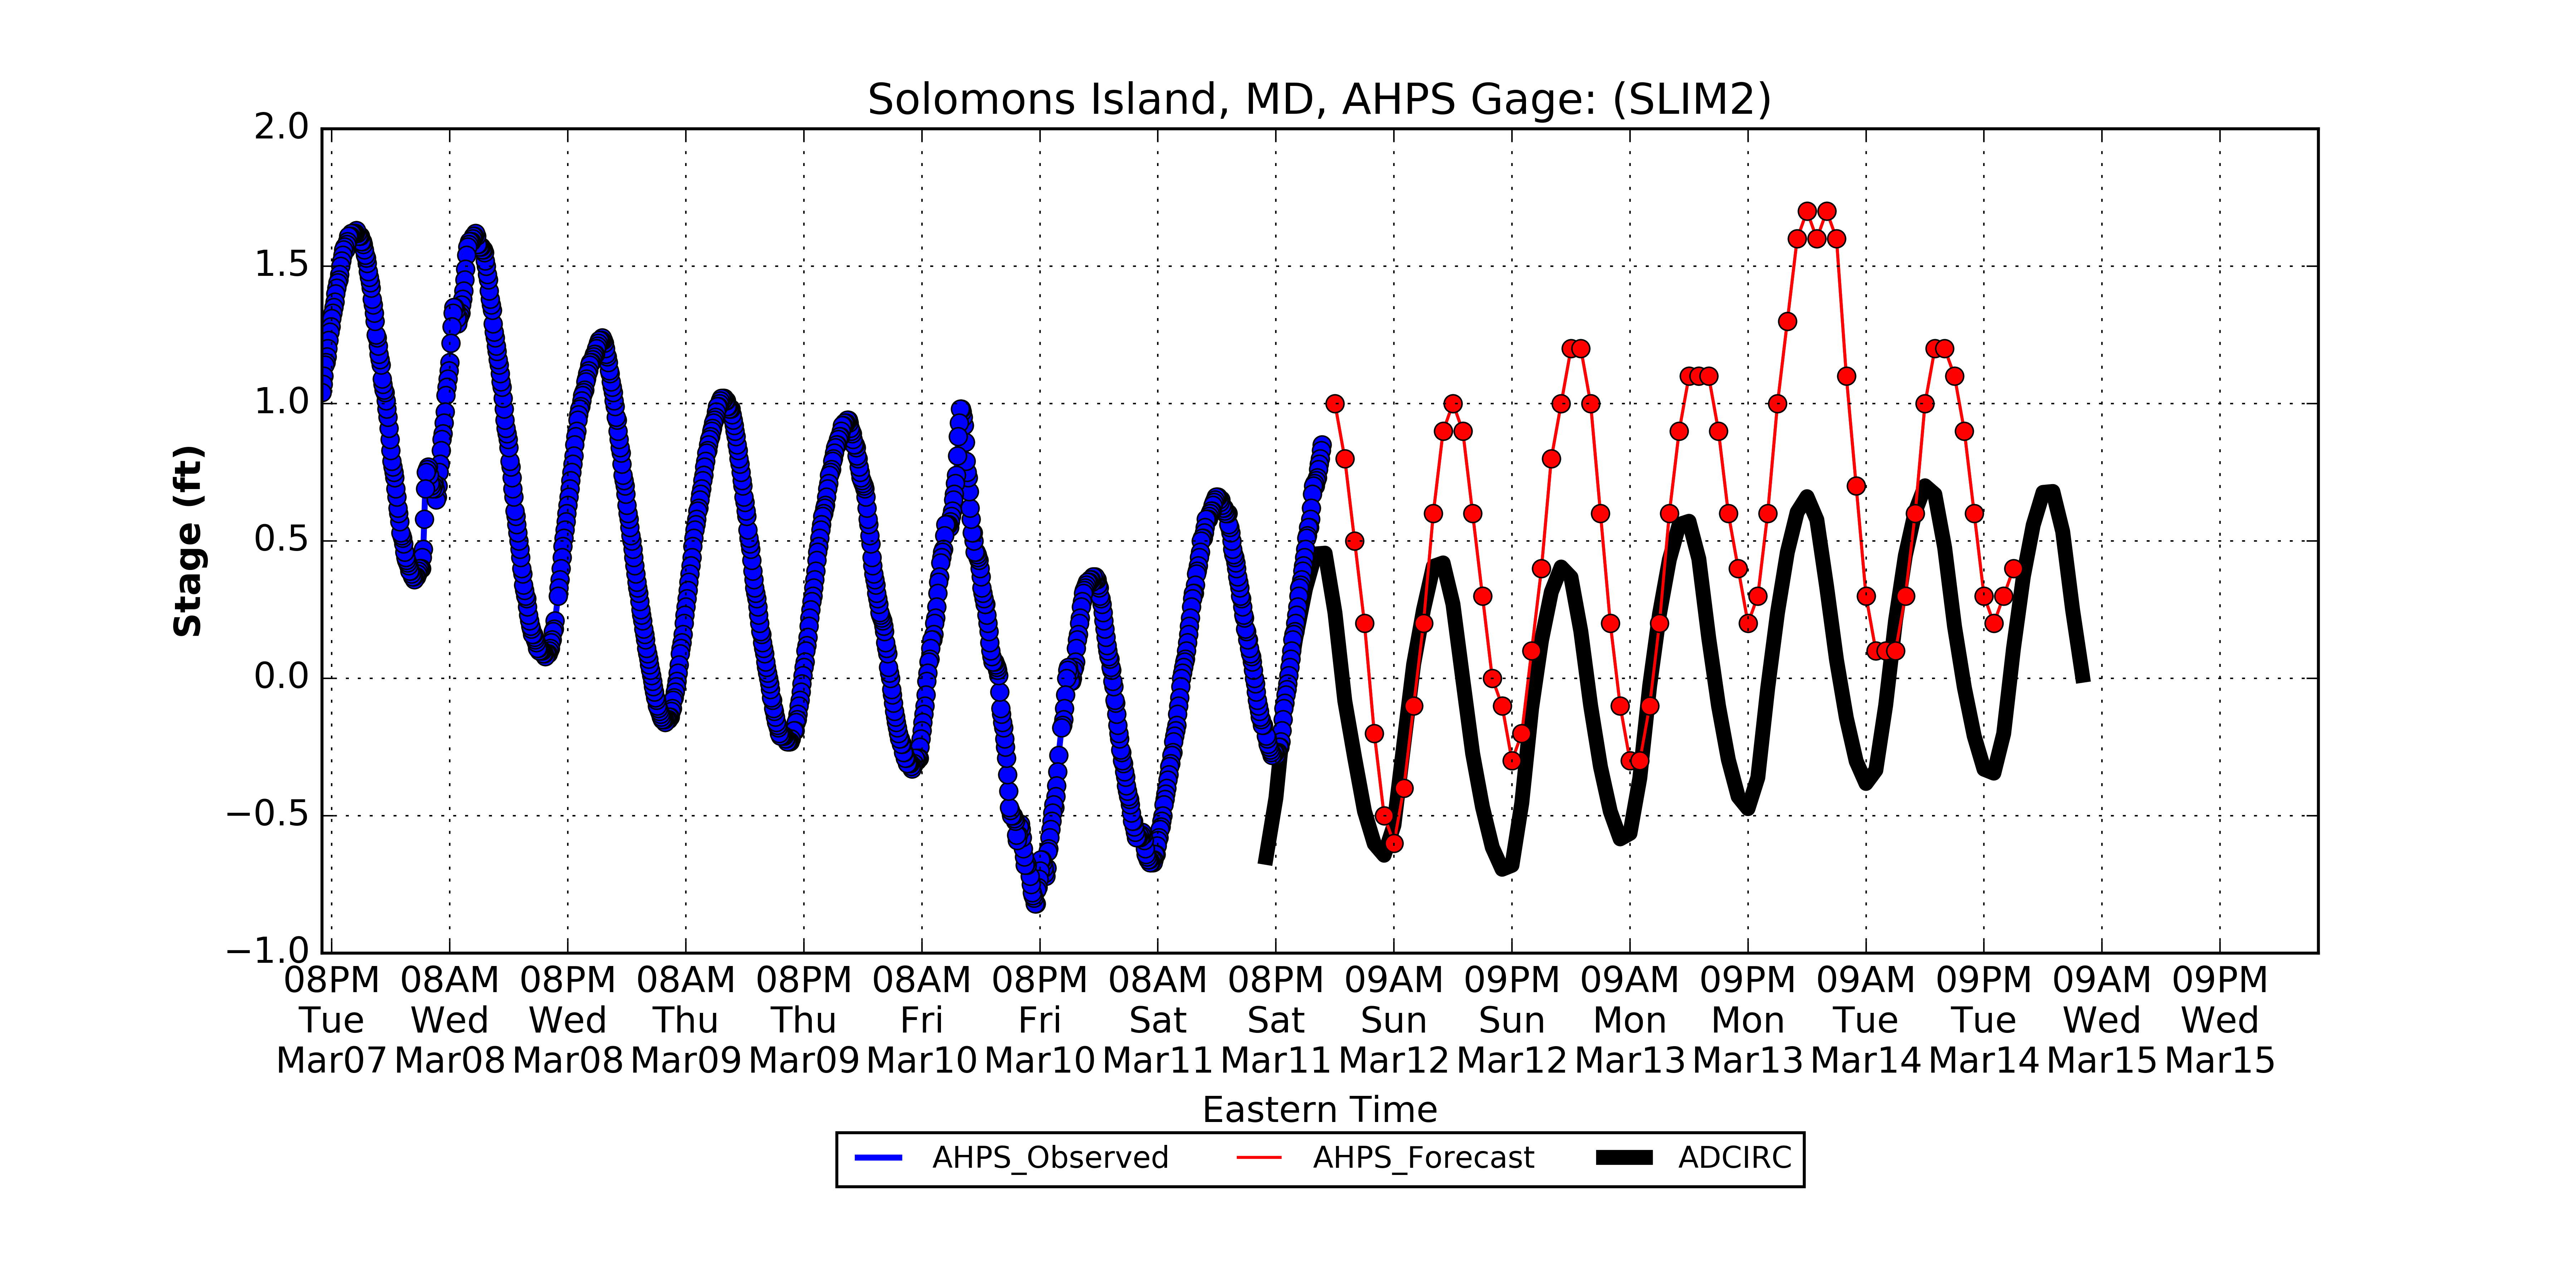 Solomons Island, MD, AHPS Gage: (SLIM2)
2.0
1.5
1.0
0.5
0.0
−0.5
−1.0
Stage (ft)
08PM 08AM 08PM 08AM 08PM 08AM 08PM 08AM 08PM 09AM 09PM 09AM 09PM 09AM 09PM 09AM 09PM
Tue Wed Wed Thu Thu Fri Fri Sat Sat Sun Sun Mon Mon Tue Tue Wed Wed
Mar07 Mar08 Mar08 Mar09 Mar09 Mar10 Mar10 Mar11 Mar11 Mar12 Mar12 Mar13 Mar13 Mar14 Mar14 Mar15 Mar15
Eastern Time
AHPS_Observed AHPS_Forecast ADCIRC